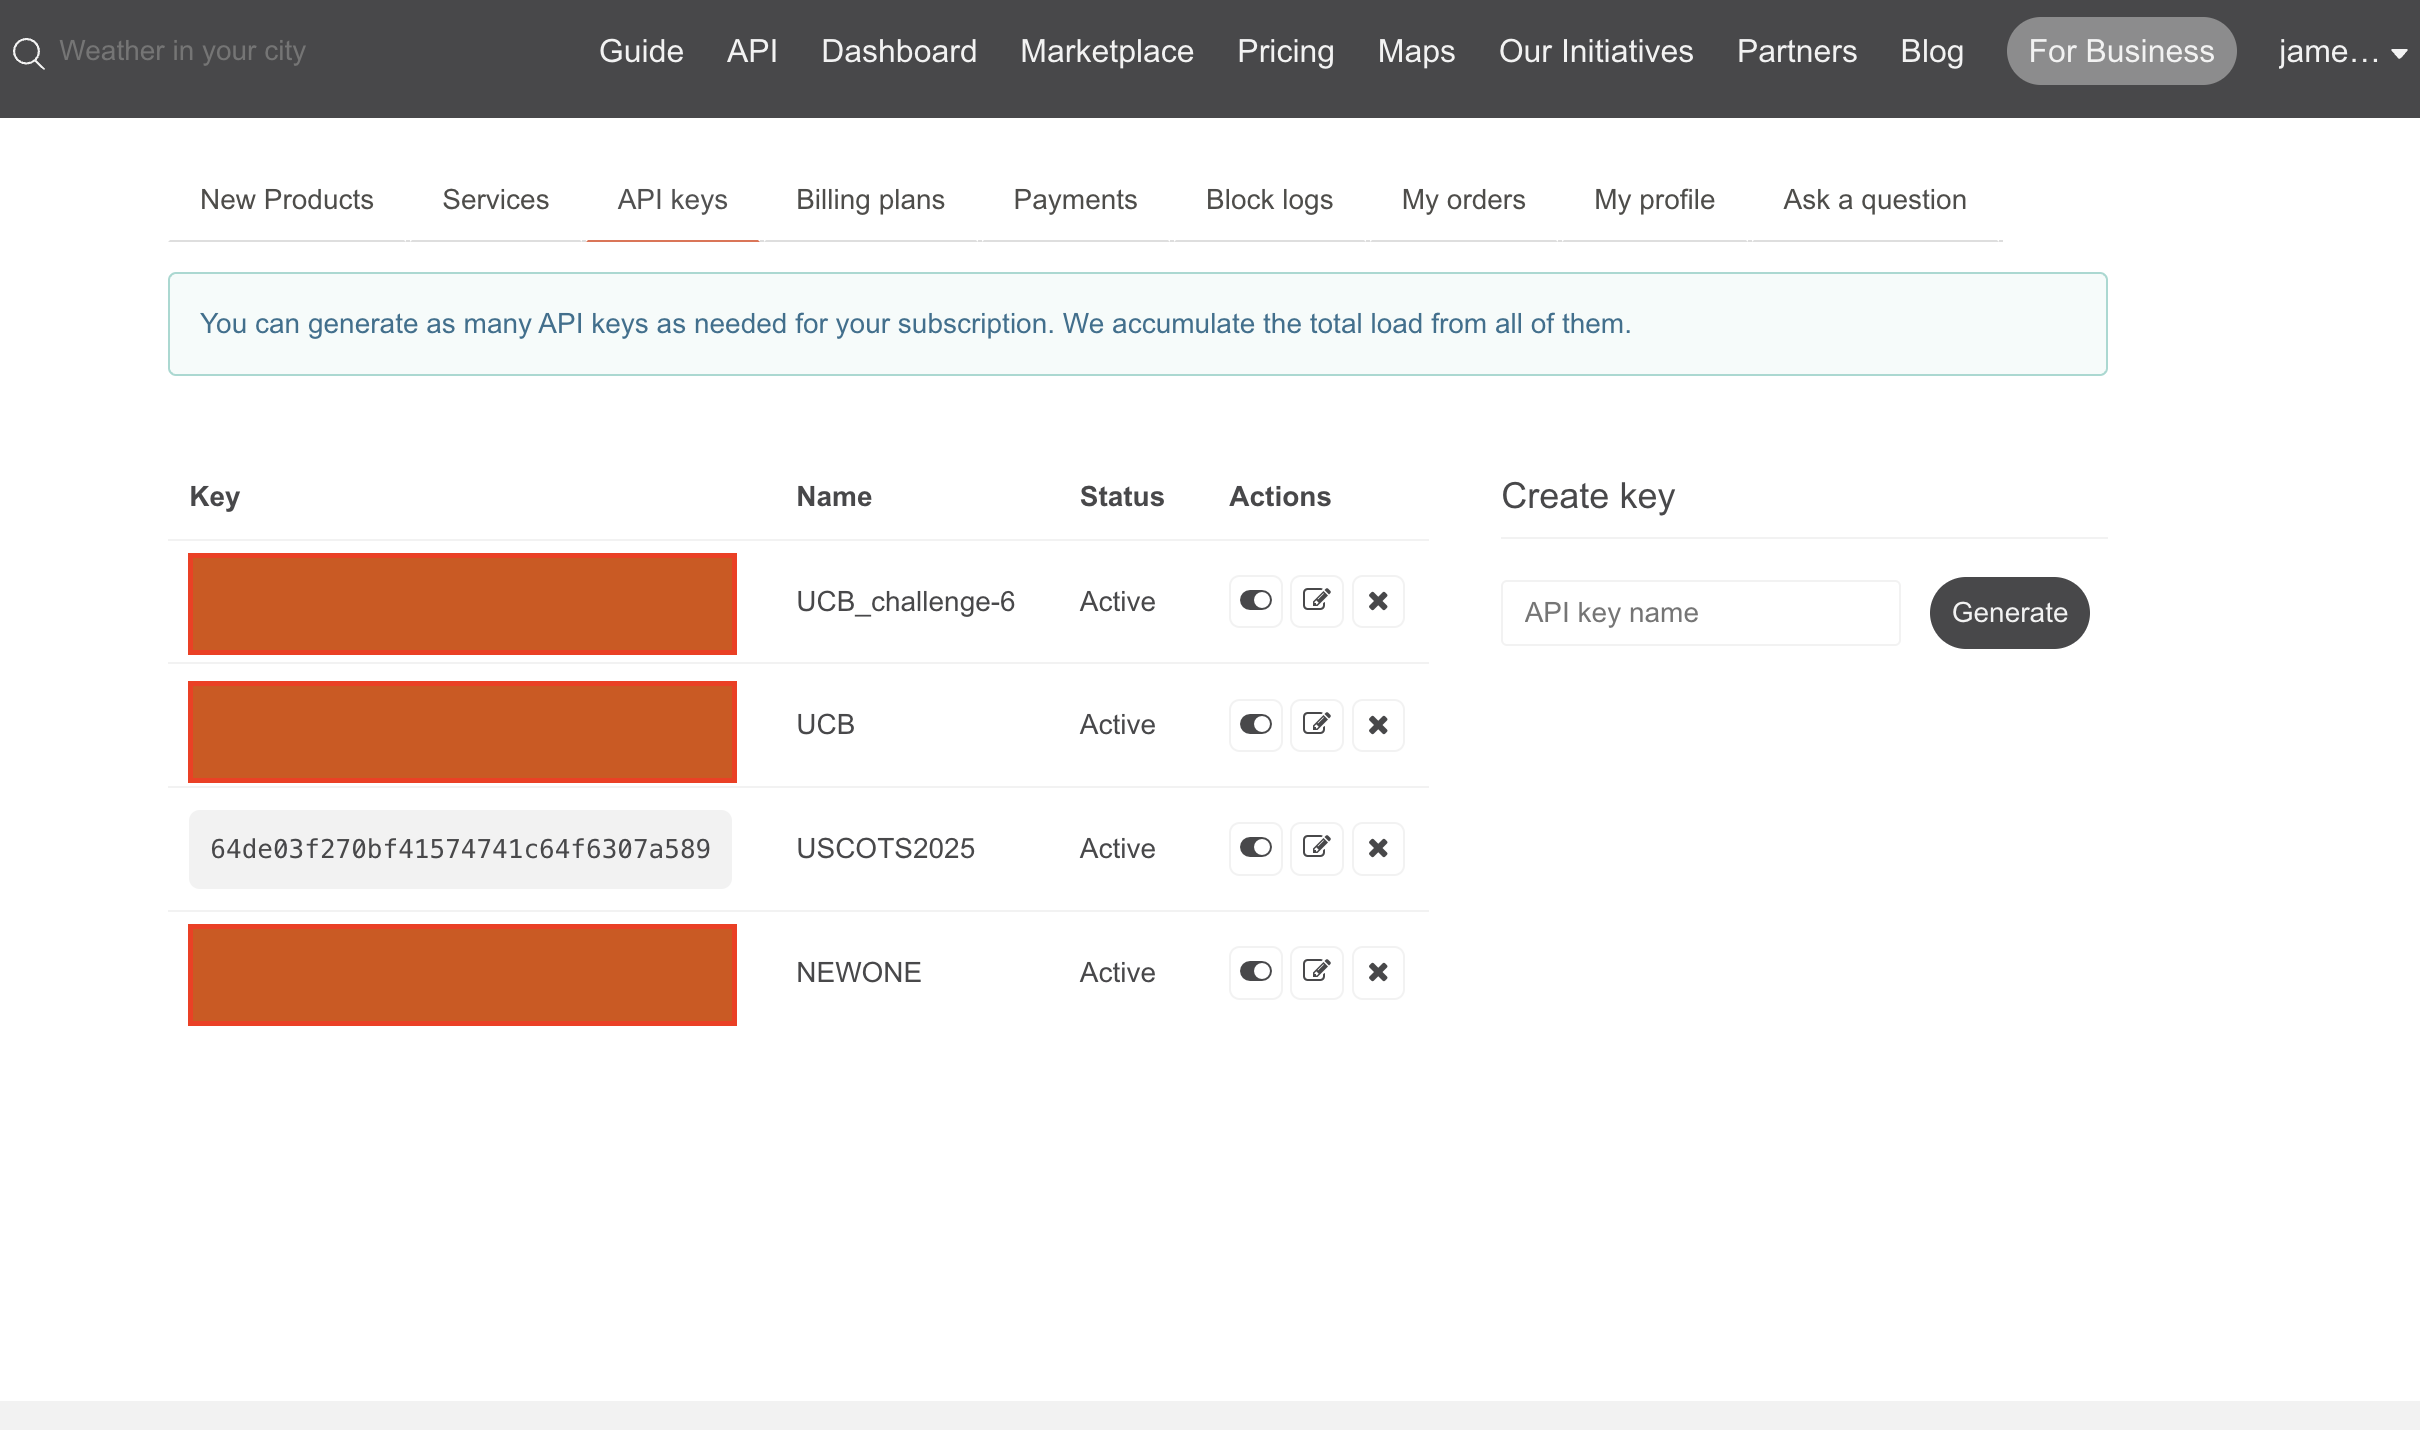 Weather in your city Guide API Dashboard Marketplace Pricing Maps Our Initiatives Partners Blog For Business jame...
New Products Services API keys Billing plans Payments Block logs My orders My profile Ask a question
You can generate as many API keys as needed for your subscription. We accumulate the total load from all of them.
Key Name Status Actions
UCB_challenge-6 Active
UCB Active
64de03f270bf41574741c64f6307a589 USCOTS2025 Active
NEWONE Active
Create key
API key name Generate